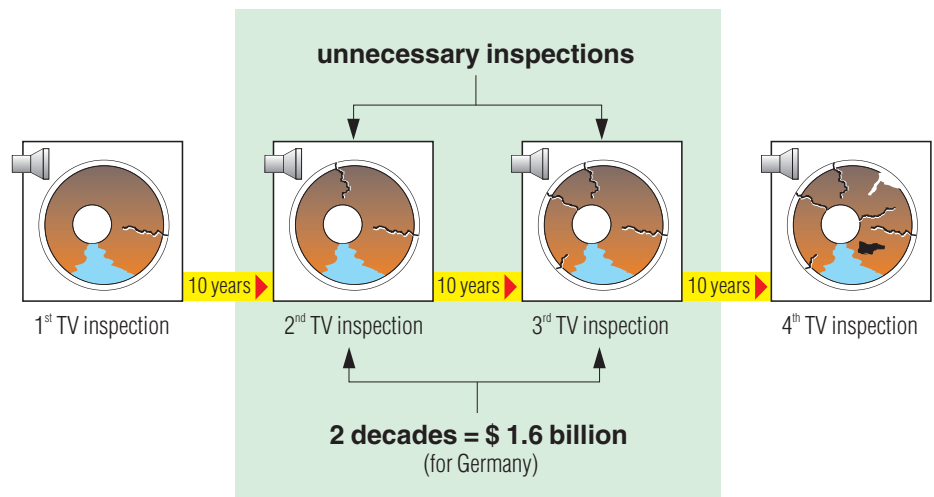 unnecessary inspections
10 years
10 years
10 years
1st TV inspection
2nd TV inspection
3rd TV inspection
4th TV inspection
2 decades = $ 1.6 billion
(for Germany)